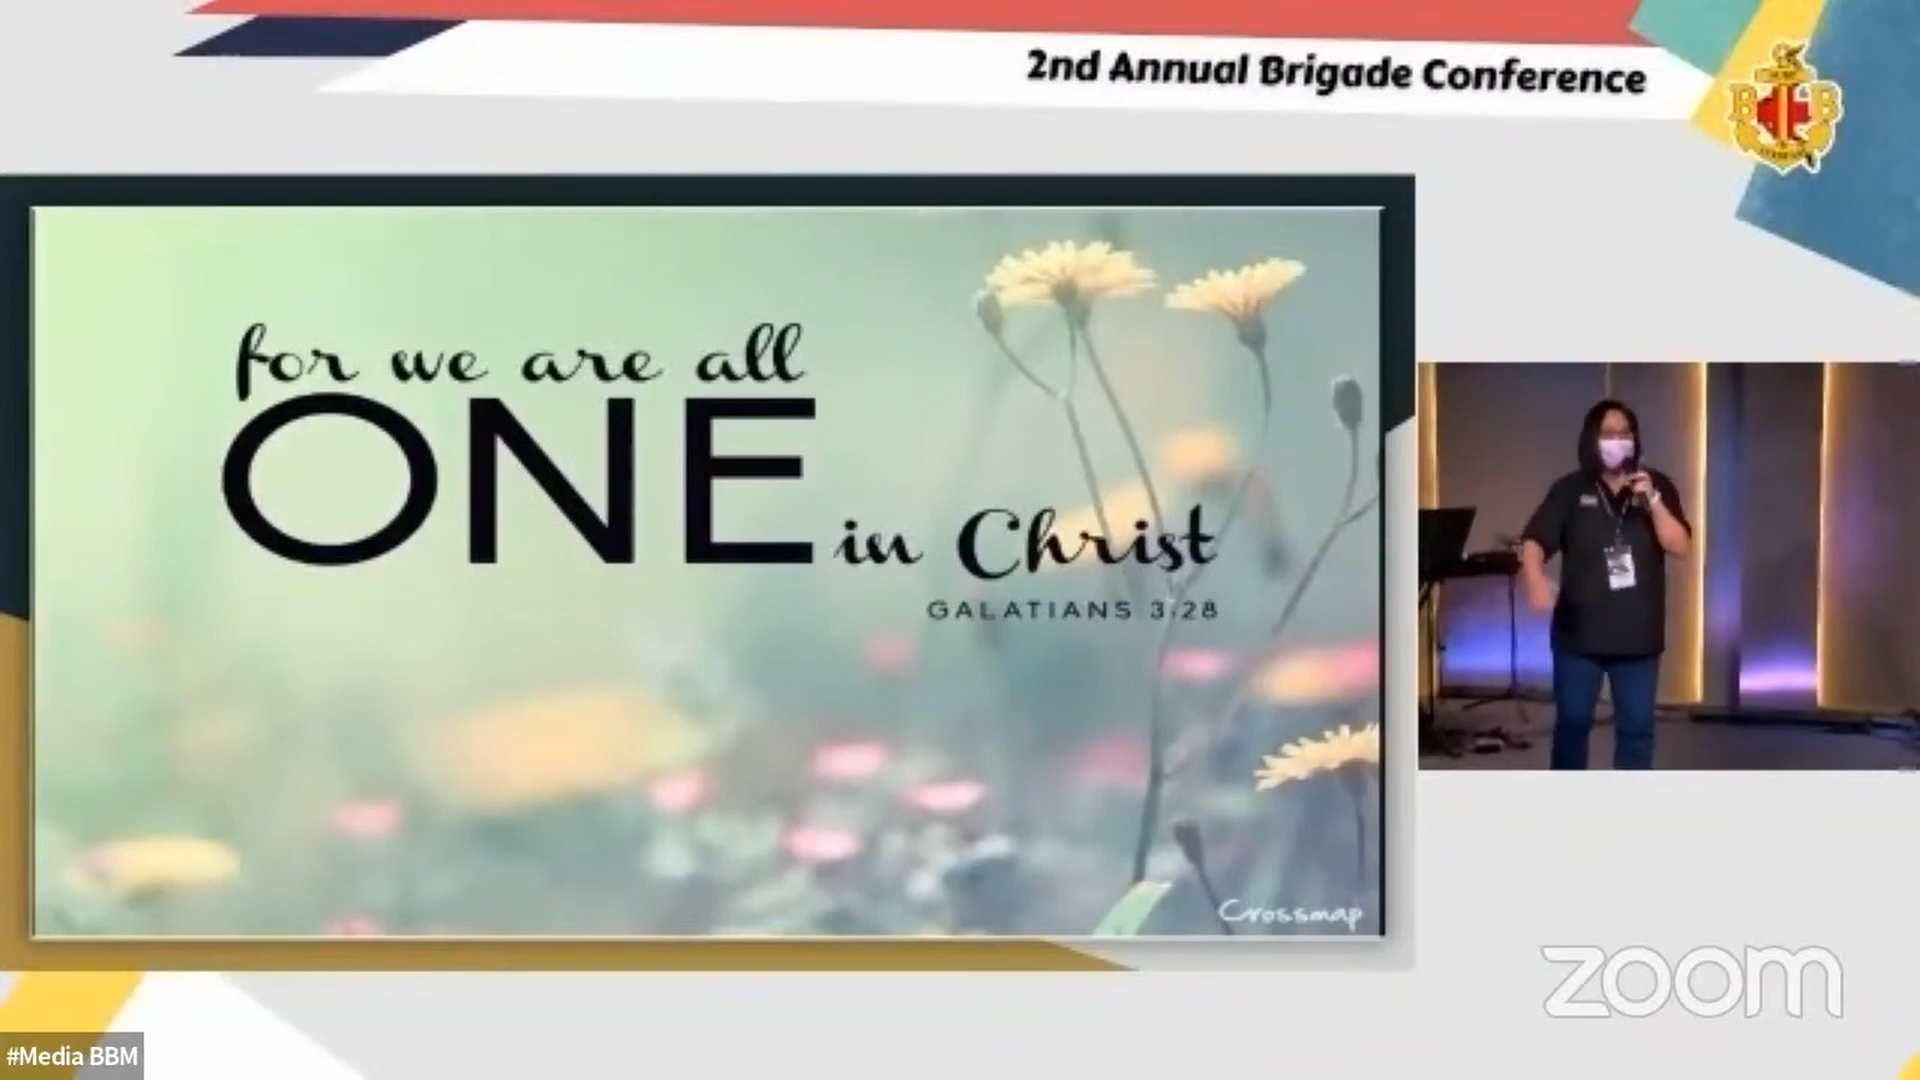 2nd Annual Brigade Conference
B B
for we are all
ONE in Christ
GALATIANS 3:28
Crossmap
zoom
#Media BBM